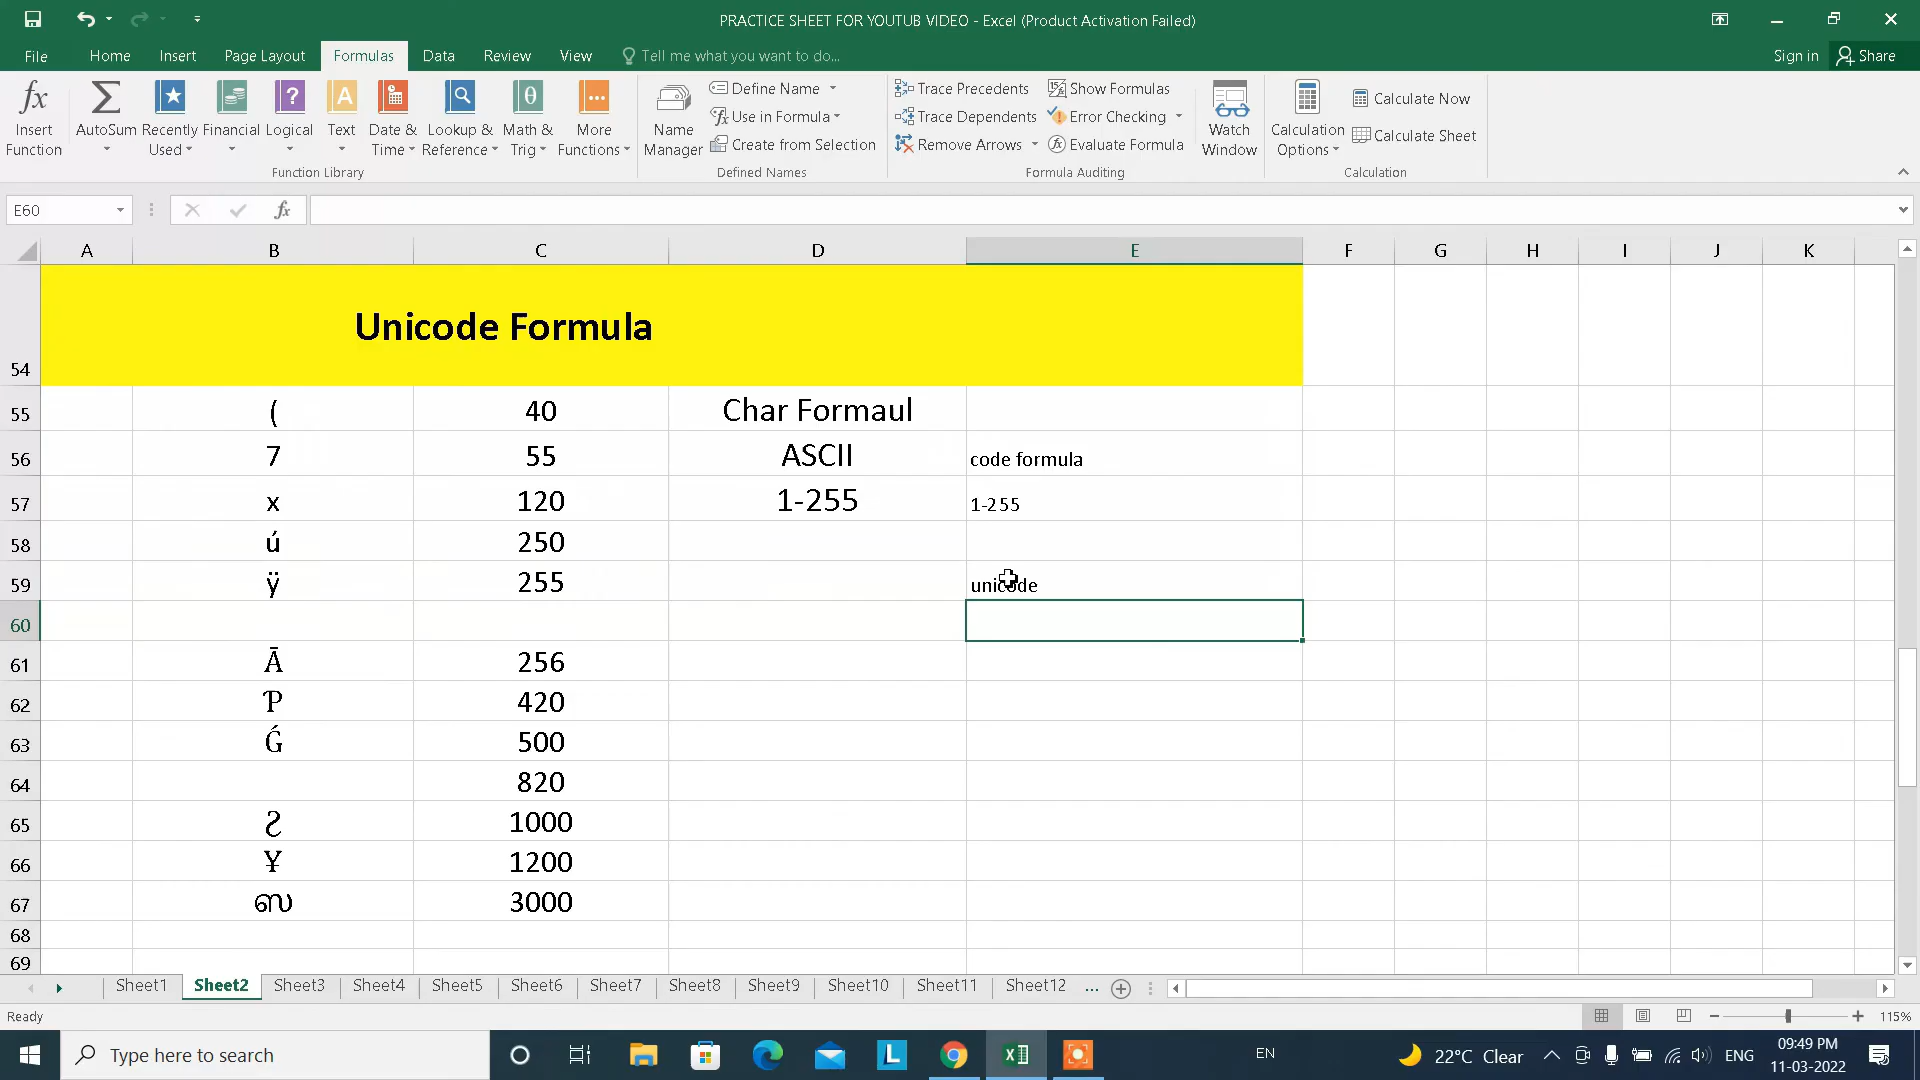 PRACTICE SHEET FOR YOUTUB VIDEO - Excel (Product Activation Failed)
File Home Insert Page Layout Formulas Data Review View Tell me what you want to do... Sign in Share
Insert Function
AutoSum
Recently Used
Financial
Logical
Text
Date & Time
Lookup & Reference
Math & Trig
More Functions
Function Library
Name Manager
Define Name
Use in Formula
Create from Selection
Defined Names
Trace Precedents
Trace Dependents
Remove Arrows
Show Formulas
Error Checking
Evaluate Formula
Formula Auditing
Watch Window
Calculation Options
Calculate Now
Calculate Sheet
Calculation
E60
A B C D E F G H I J K
54 Unicode Formula
55 ( 40 Char Formaul
56 7 55 ASCII code formula
57 x 120 1-255 1-255
58 ú 250
59 ÿ 255 unicode
60
61 Ā 256
62 Ƥ 420
63 Ǵ 500
64 820
65 Ϩ 1000
66 Ұ 1200
67 ஸ 3000
68
69
Sheet1 Sheet2 Sheet3 Sheet4 Sheet5 Sheet6 Sheet7 Sheet8 Sheet9 Sheet10 Sheet11 Sheet12 ...
Ready 115%
Type here to search
EN
22°C Clear
ENG
09:49 PM
11-03-2022